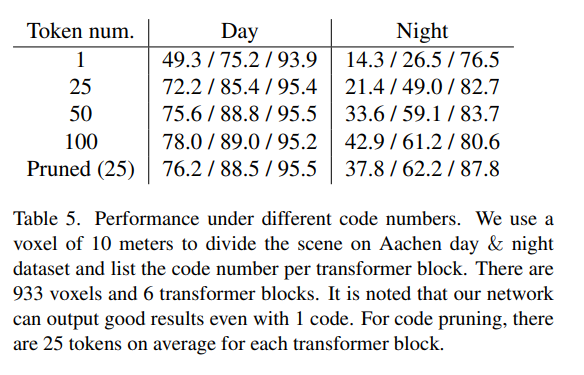 Token num. Day Night
1 49.3 / 75.2 / 93.9 14.3 / 26.5 / 76.5
25 72.2 / 85.4 / 95.4 21.4 / 49.0 / 82.7
50 75.6 / 88.8 / 95.5 33.6 / 59.1 / 83.7
100 78.0 / 89.0 / 95.2 42.9 / 61.2 / 80.6
Pruned (25) 76.2 / 88.5 / 95.5 37.8 / 62.2 / 87.8
Table 5. Performance under different code numbers. We use a
voxel of 10 meters to divide the scene on Aachen day & night
dataset and list the code number per transformer block. There are
933 voxels and 6 transformer blocks. It is noted that our network
can output good results even with 1 code. For code pruning, there
are 25 tokens on average for each transformer block.